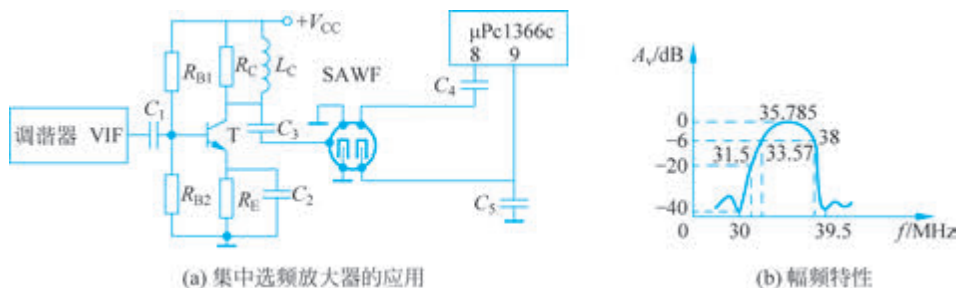 +V_CC
μPc1366c
8 9
R_B1
R_C
L_C
SAWF
C_4
C_1
调谐器 VIF
T
C_3
R_B2
R_E
C_2
C_5
(a) 集中选频放大器的应用
A_v/dB
35.785
0
-6
38
31.5
33.57
-20
-40
0
30
39.5
f/MHz
(b) 幅频特性